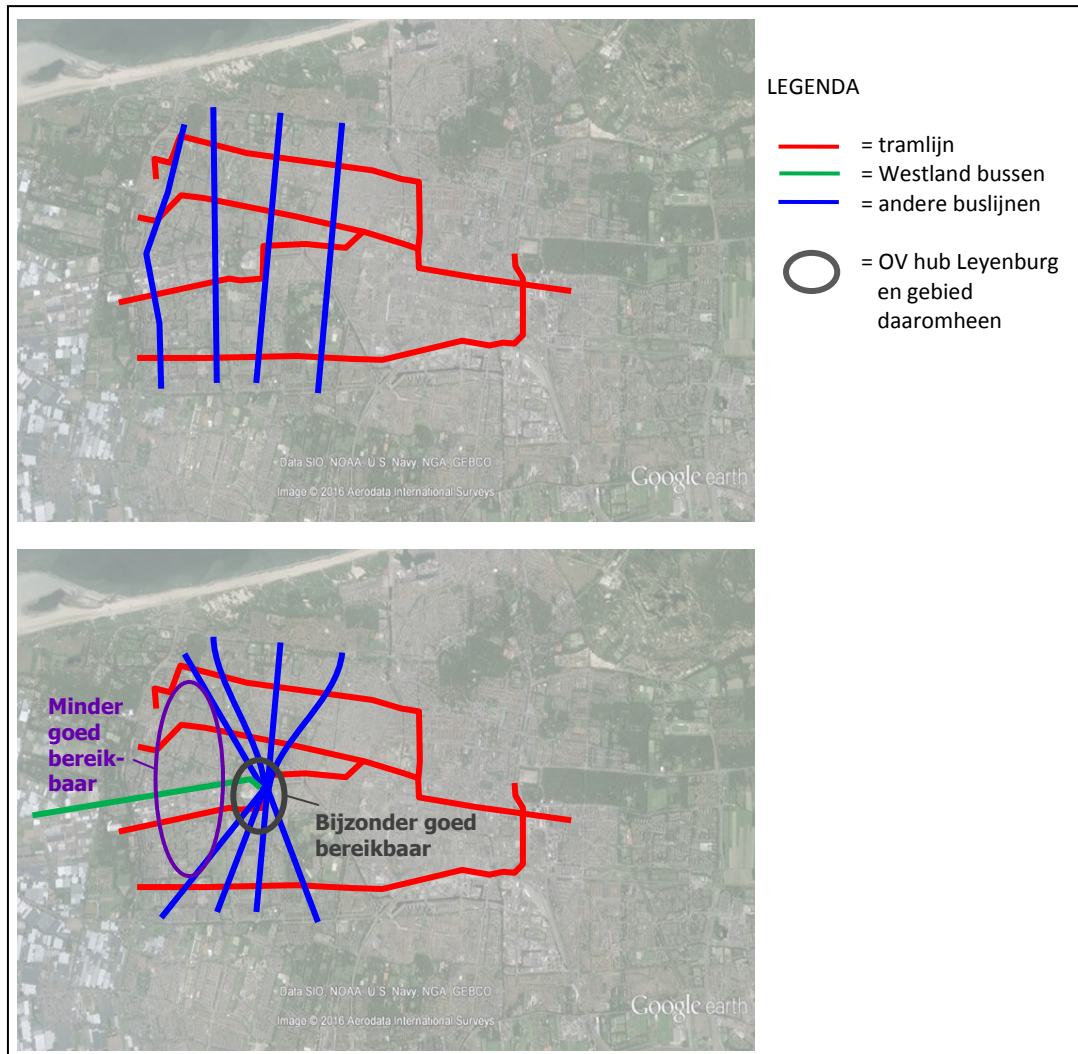 Data SIO, NOAA, U.S. Navy, NGA, GEBCO
Image © 2016 Aerodata International Surveys
Google earth
LEGENDA
= tramlijn
= Westland bussen
= andere buslijnen
= OV hub Leyenburg
en gebied
daaromheen
Minder
goed
bereik-
baar
Bijzonder goed
bereikbaar
Data SIO, NOAA, U.S. Navy, NGA, GEBCO
Image © 2016 Aerodata International Surveys
Google earth